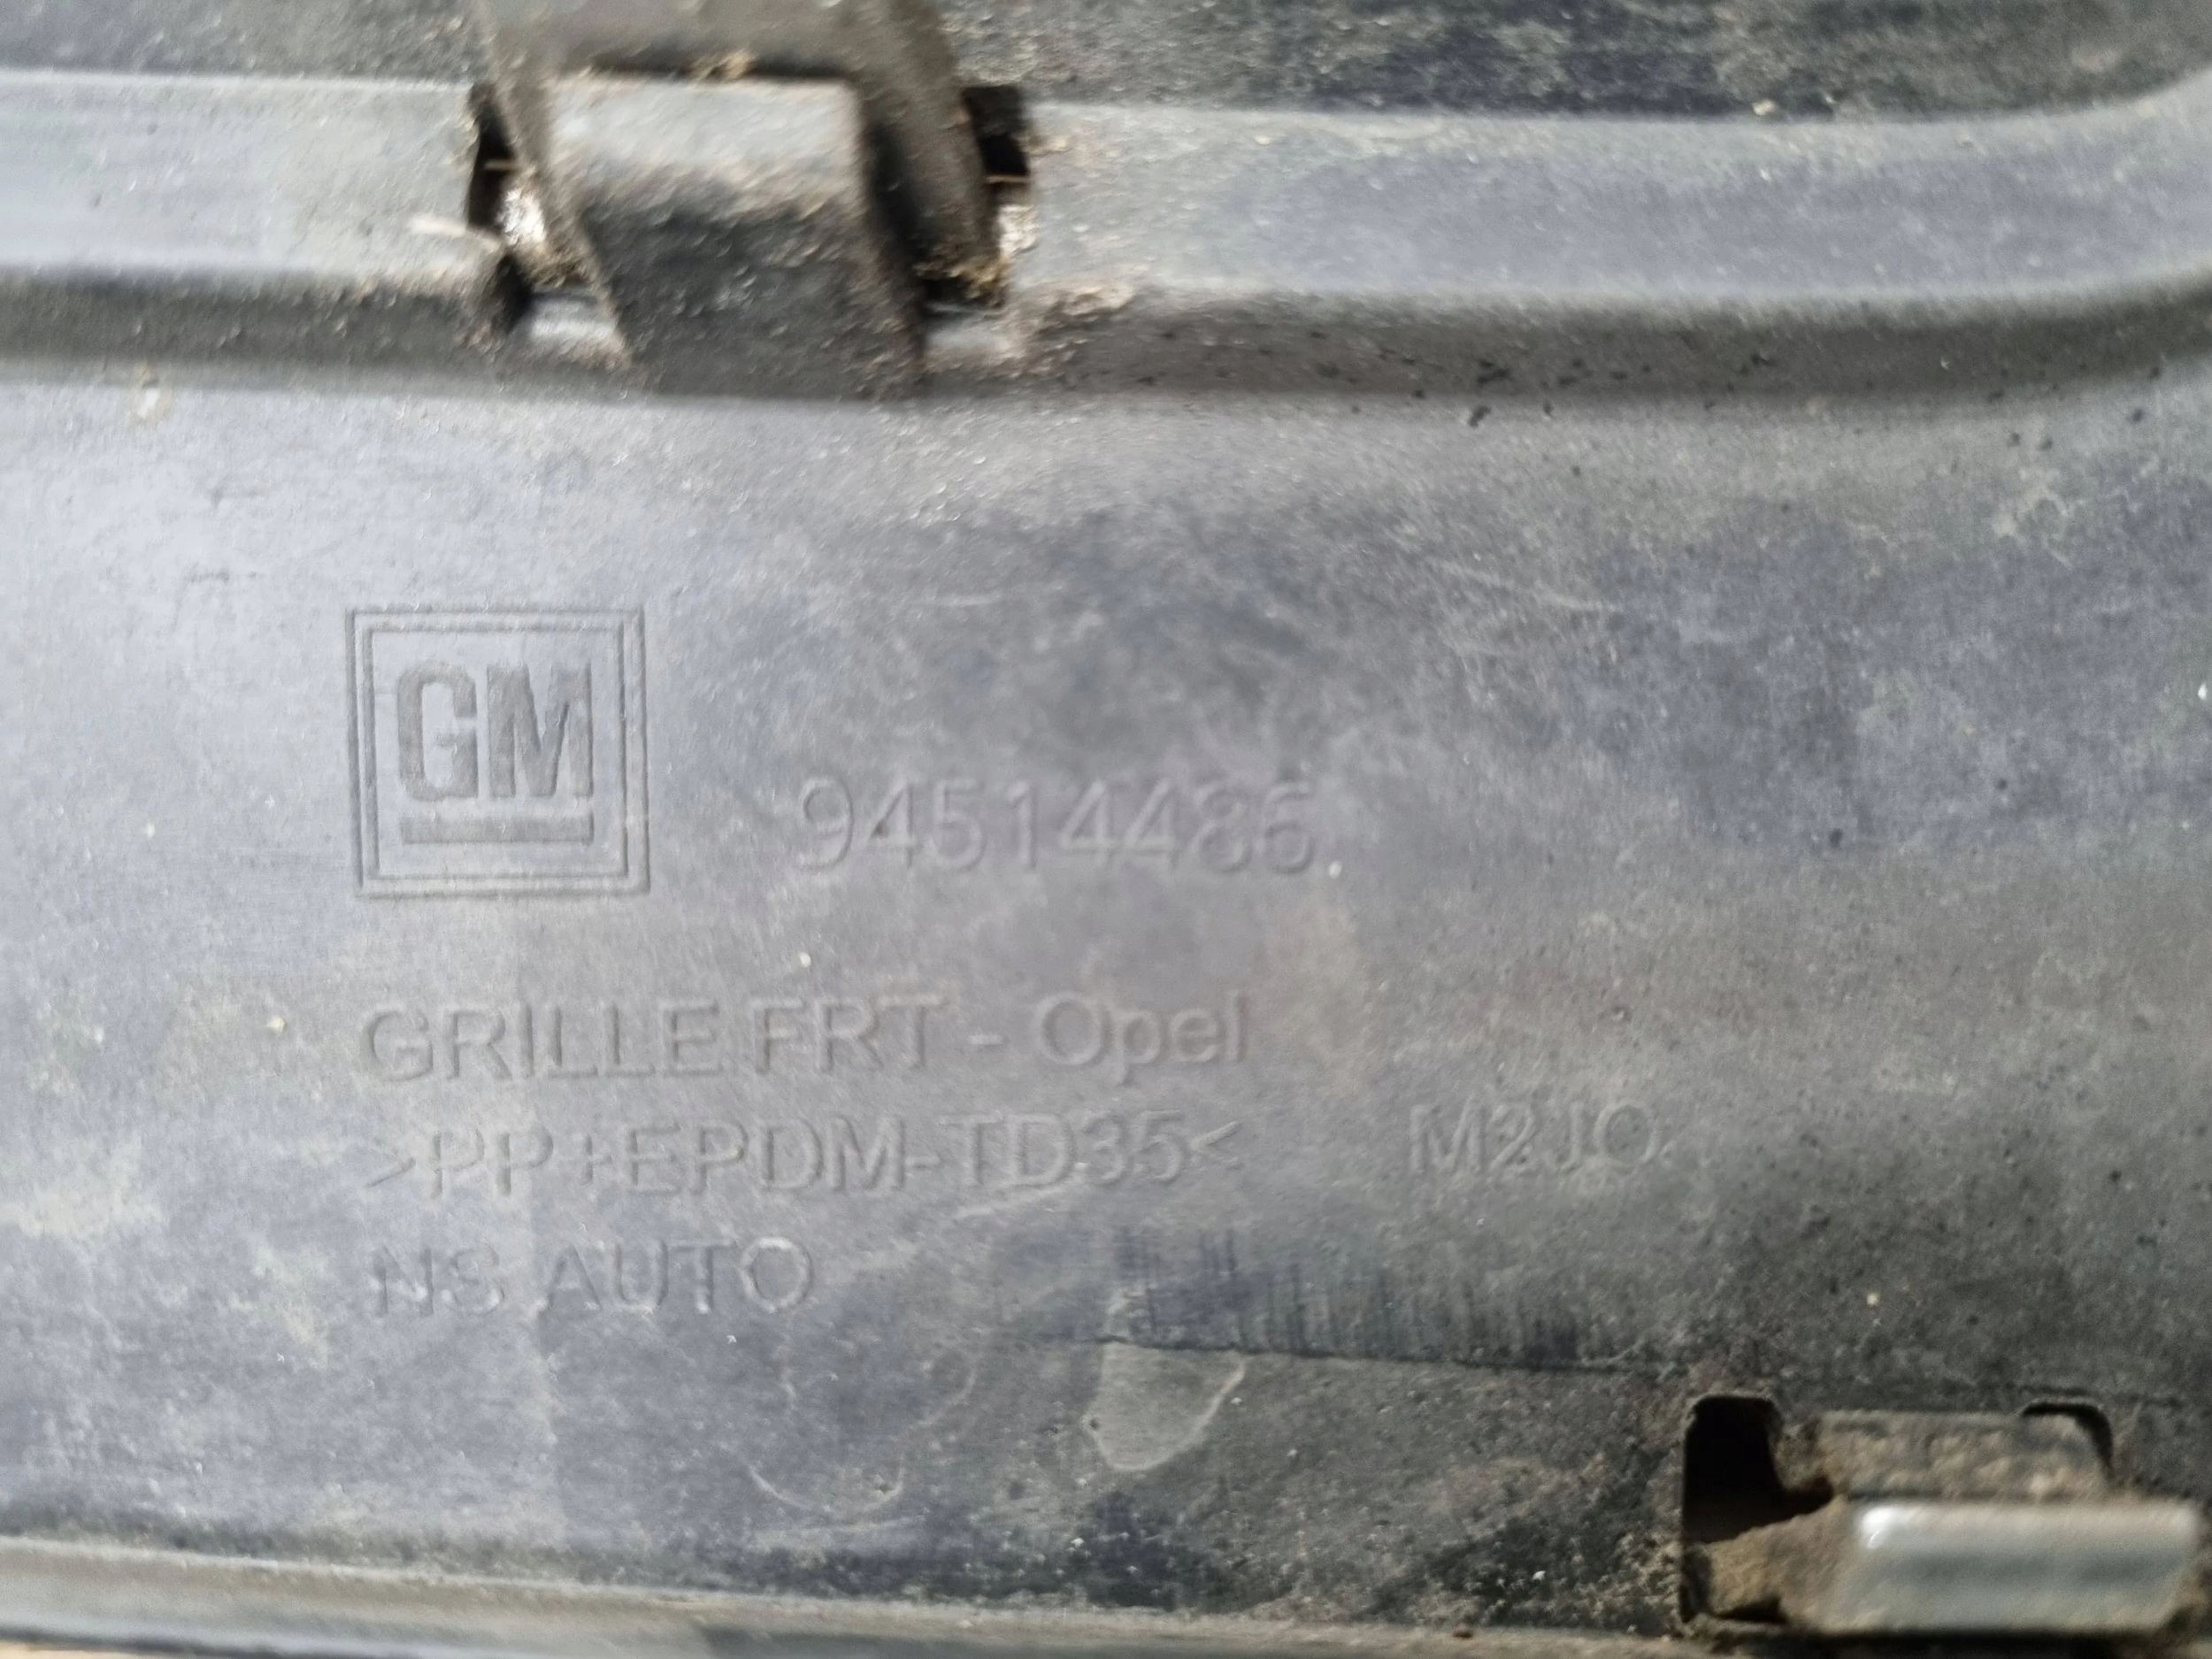 GM
94514486
GRILLE FRT - Opel
>PP+EPDM-TD35< M2JO
NS AUTO